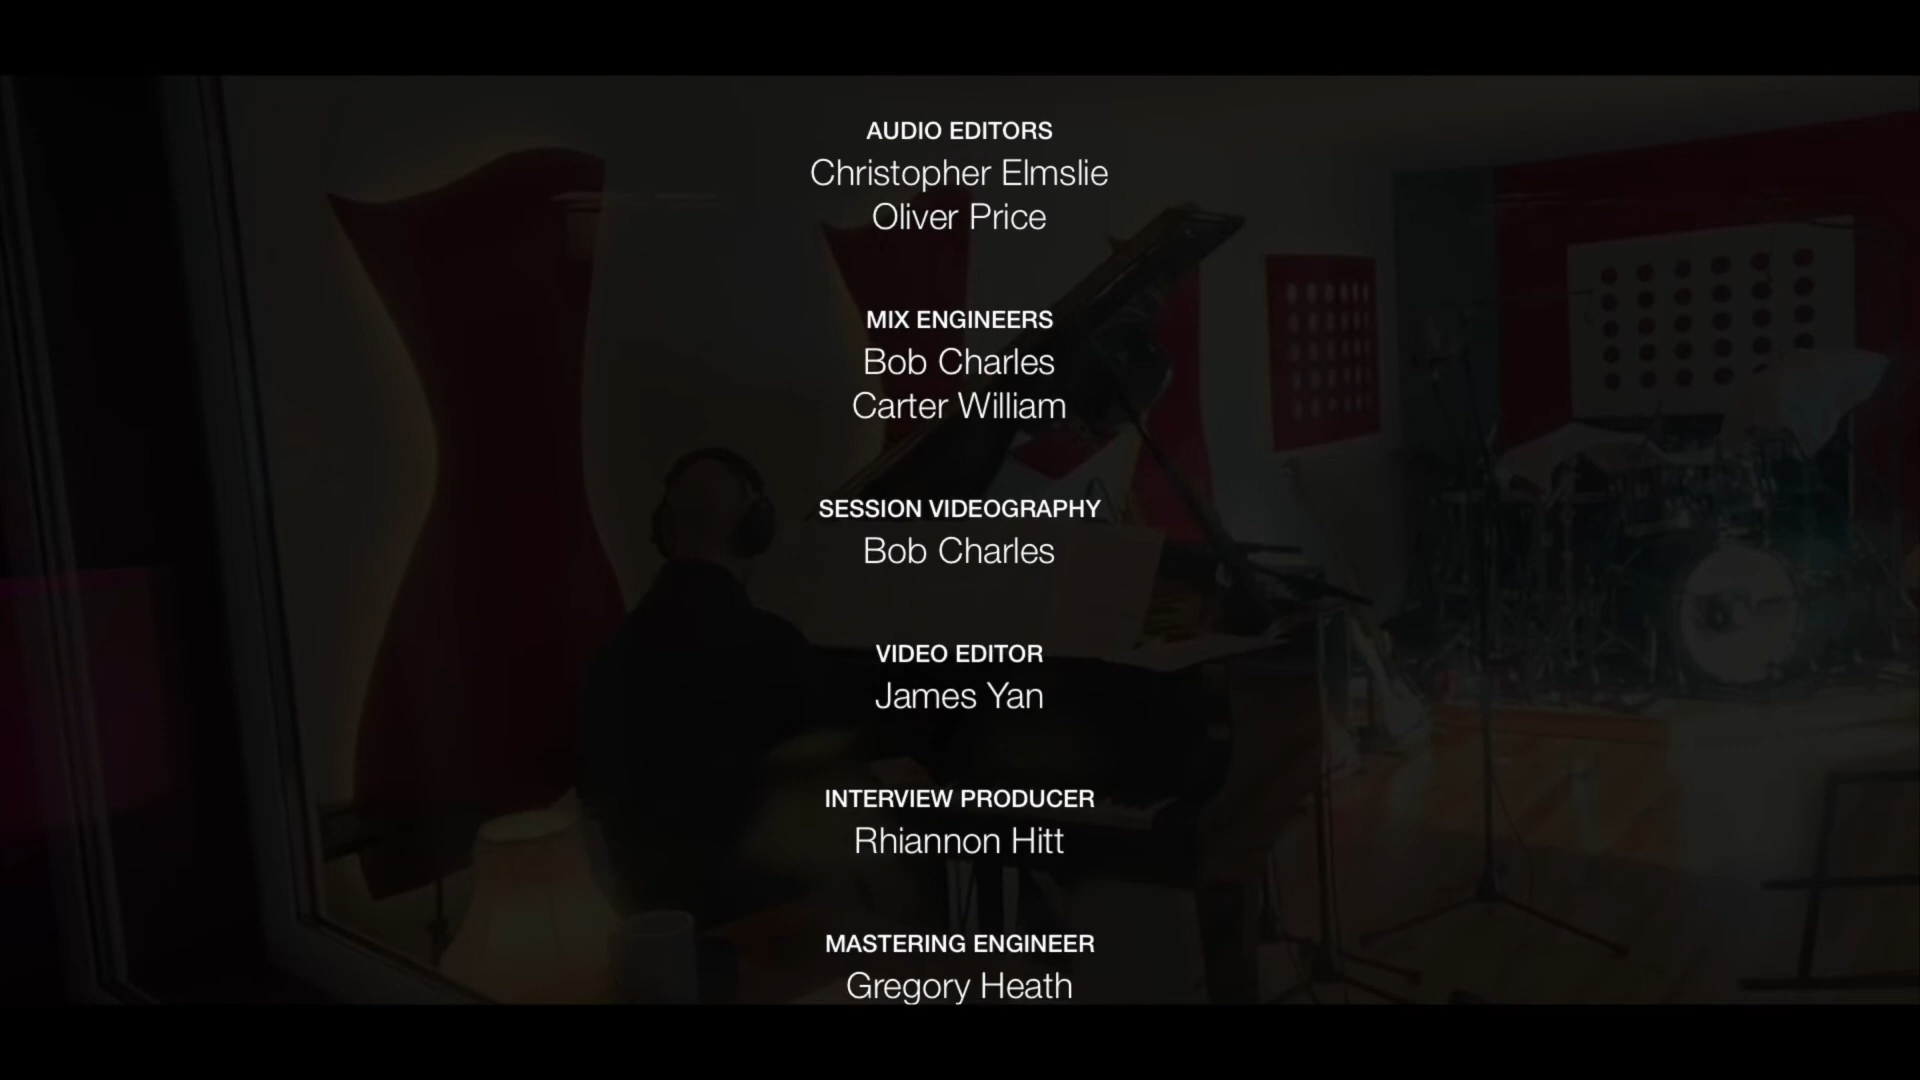 AUDIO EDITORS
Christopher Elmslie
Oliver Price
MIX ENGINEERS
Bob Charles
Carter William
SESSION VIDEOGRAPHY
Bob Charles
VIDEO EDITOR
James Yan
INTERVIEW PRODUCER
Rhiannon Hitt
MASTERING ENGINEER
Gregory Heath